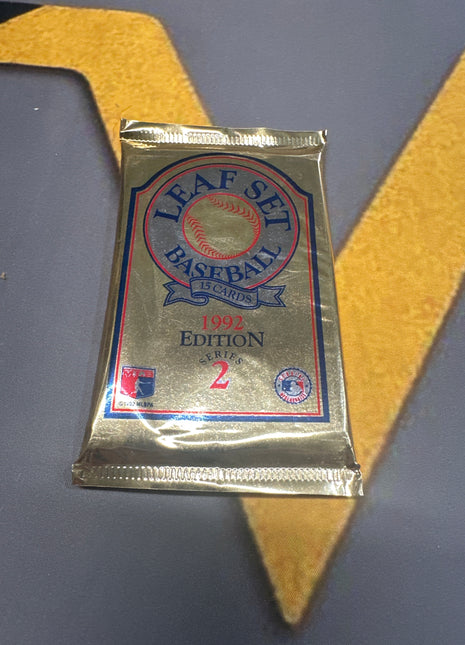 LEAF SET
BASEBALL
15 CARDS
1992
EDITION
SERIES
2